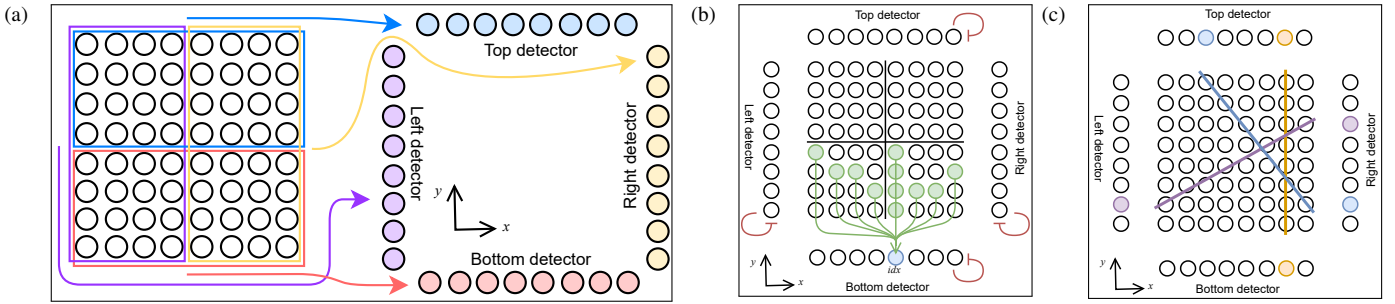 (a)
Top detector
Left detector
Right detector
y
x
Bottom detector
(b)
Top detector
Left detector
Right detector
idx
y
x
Bottom detector
(c)
Top detector
Left detector
Right detector
y
x
Bottom detector